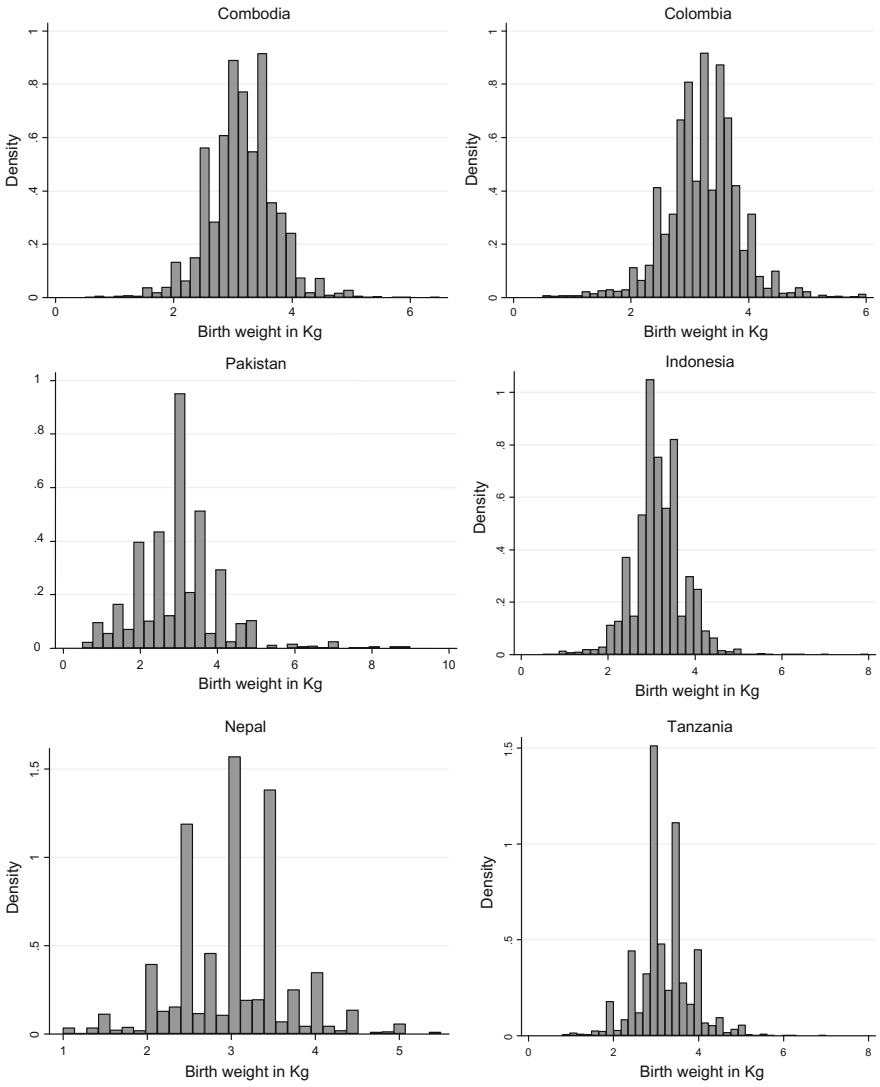 Combodia
Density
0 .2 .4 .6 .8 1
0 2 4 6
Birth weight in Kg
Colombia
Density
0 .2 .4 .6 .8 1
0 2 4 6
Birth weight in Kg
Pakistan
Density
0 .2 .4 .6 .8 1
0 2 4 6 8 10
Birth weight in Kg
Indonesia
Density
0 .2 .4 .6 .8 1
0 2 4 6 8
Birth weight in Kg
Nepal
Density
0 .5 1 1.5
1 2 3 4 5
Birth weight in Kg
Tanzania
Density
0 .5 1 1.5
0 2 4 6 8
Birth weight in Kg